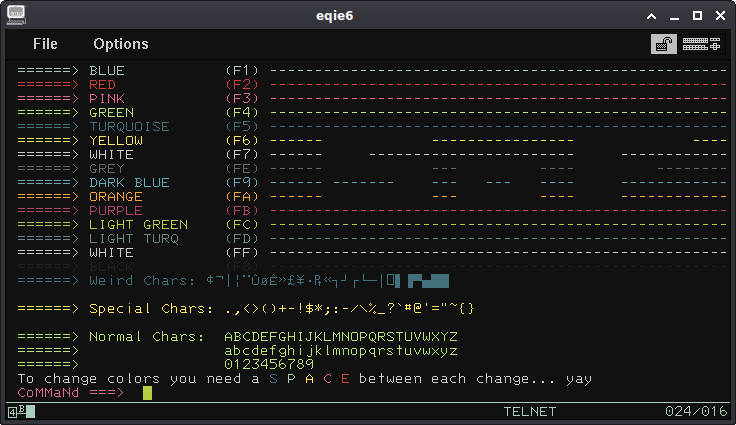 eqie6
File Options
======> BLUE (F1) -----------------------------------------------------
======> RED (F2) -----------------------------------------------------
======> PINK (F3) -----------------------------------------------------
======> GREEN (F4) -----------------------------------------------------
======> TURQUOISE (F5) -----------------------------------------------------
======> YELLOW (F6) ------ ----------------- ----
======> WHITE (F7) ------ ----------------------- -------------
======> GREY (FE) --- --- -----------
======> DARK BLUE (F9) ----- ------- --- --- ---- -------------
======> ORANGE (FA) ------ --- -----------
======> PURPLE (FB) -----------------------------------------------------
======> LIGHT GREEN (FC) -----------------------------------------------------
======> LIGHT TURQ (FD) -----------------------------------------------------
======> WHITE (FF) -----------------------------------------------------
======> BLACK (F8)
======> Weird Chars:
======> Special Chars: .,<>()+-!$*;:-/\%_?`#@'="~{}
======> Normal Chars: ABCDEFGHIJKLMNOPQRSTUVWXYZ
======> abcdefghijklmnopqrstuvwxyz
======> 0123456789
To change colors you need a S P A C E between each change... yay
CoMMaNd ===>
4B TELNET 024/016